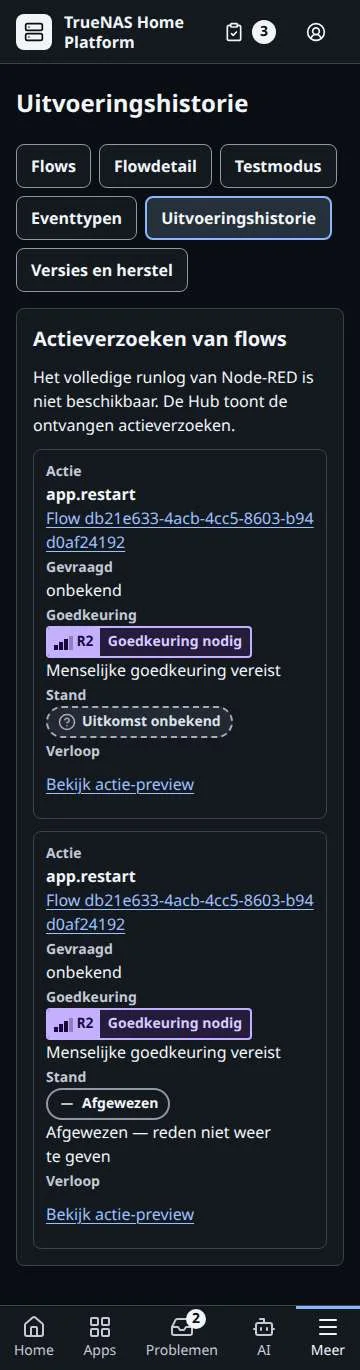 TrueNAS Home
Platform
3
Uitvoeringshistorie
Flows
Flowdetail
Testmodus
Eventtypen
Uitvoeringshistorie
Versies en herstel
Actieverzoeken van flows
Het volledige runlog van Node-RED is
niet beschikbaar. De Hub toont de
ontvangen actieverzoeken.
Actie
app.restart
Flow db21e633-4acb-4cc5-8603-b94
d0af24192
Gevraagd
onbekend
Goedkeuring
R2 Goedkeuring nodig
Menselijke goedkeuring vereist
Stand
Uitkomst onbekend
Verloop
Bekijk actie-preview
Actie
app.restart
Flow db21e633-4acb-4cc5-8603-b94
d0af24192
Gevraagd
onbekend
Goedkeuring
R2 Goedkeuring nodig
Menselijke goedkeuring vereist
Stand
— Afgewezen
Afgewezen — reden niet weer
te geven
Verloop
Bekijk actie-preview
2
Home
Apps
Problemen
AI
Meer